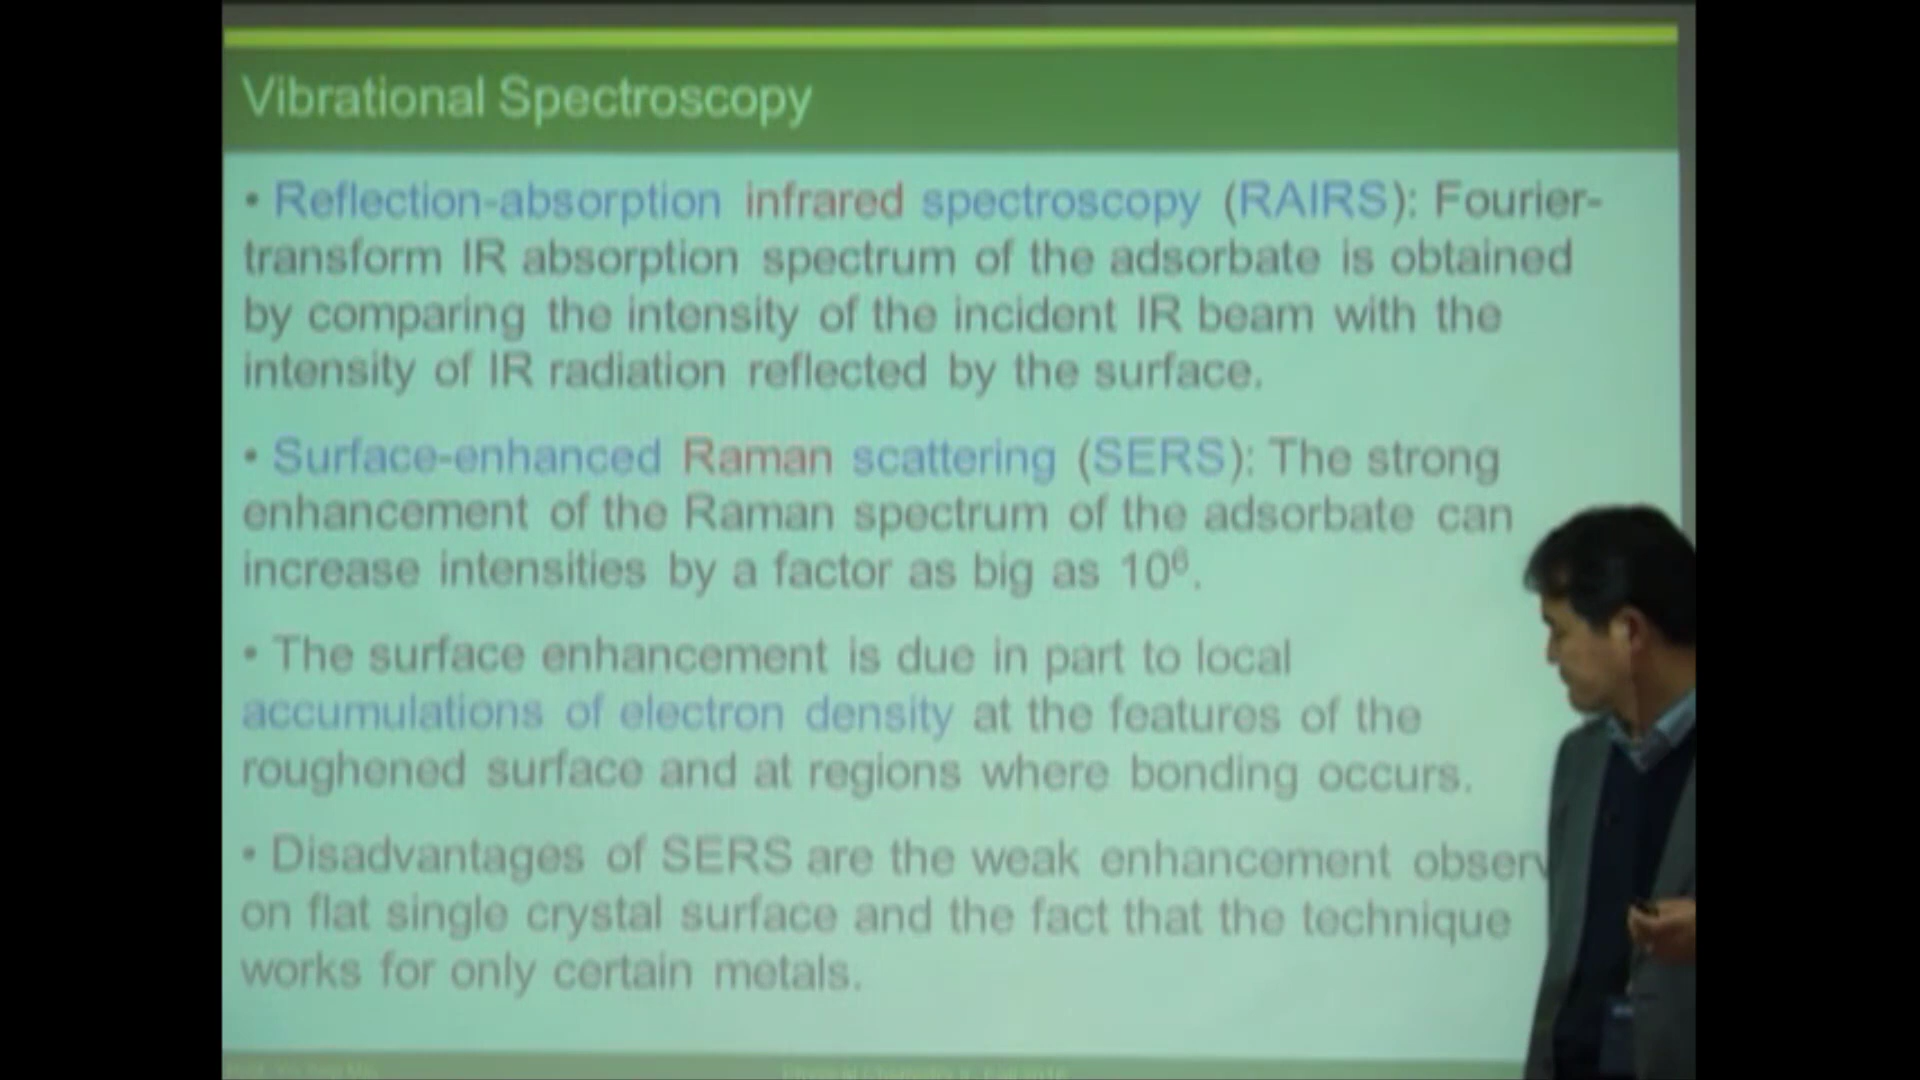 Vibrational Spectroscopy
• Reflection-absorption infrared spectroscopy (RAIRS): Fourier-
transform IR absorption spectrum of the adsorbate is obtained
by comparing the intensity of the incident IR beam with the
intensity of IR radiation reflected by the surface.
• Surface-enhanced Raman scattering (SERS): The strong
enhancement of the Raman spectrum of the adsorbate can
increase intensities by a factor as big as 10⁶.
• The surface enhancement is due in part to local
accumulations of electron density at the features of the
roughened surface and at regions where bonding occurs.
• Disadvantages of SERS are the weak enhancement observ
on flat single crystal surface and the fact that the technique
works for only certain metals.